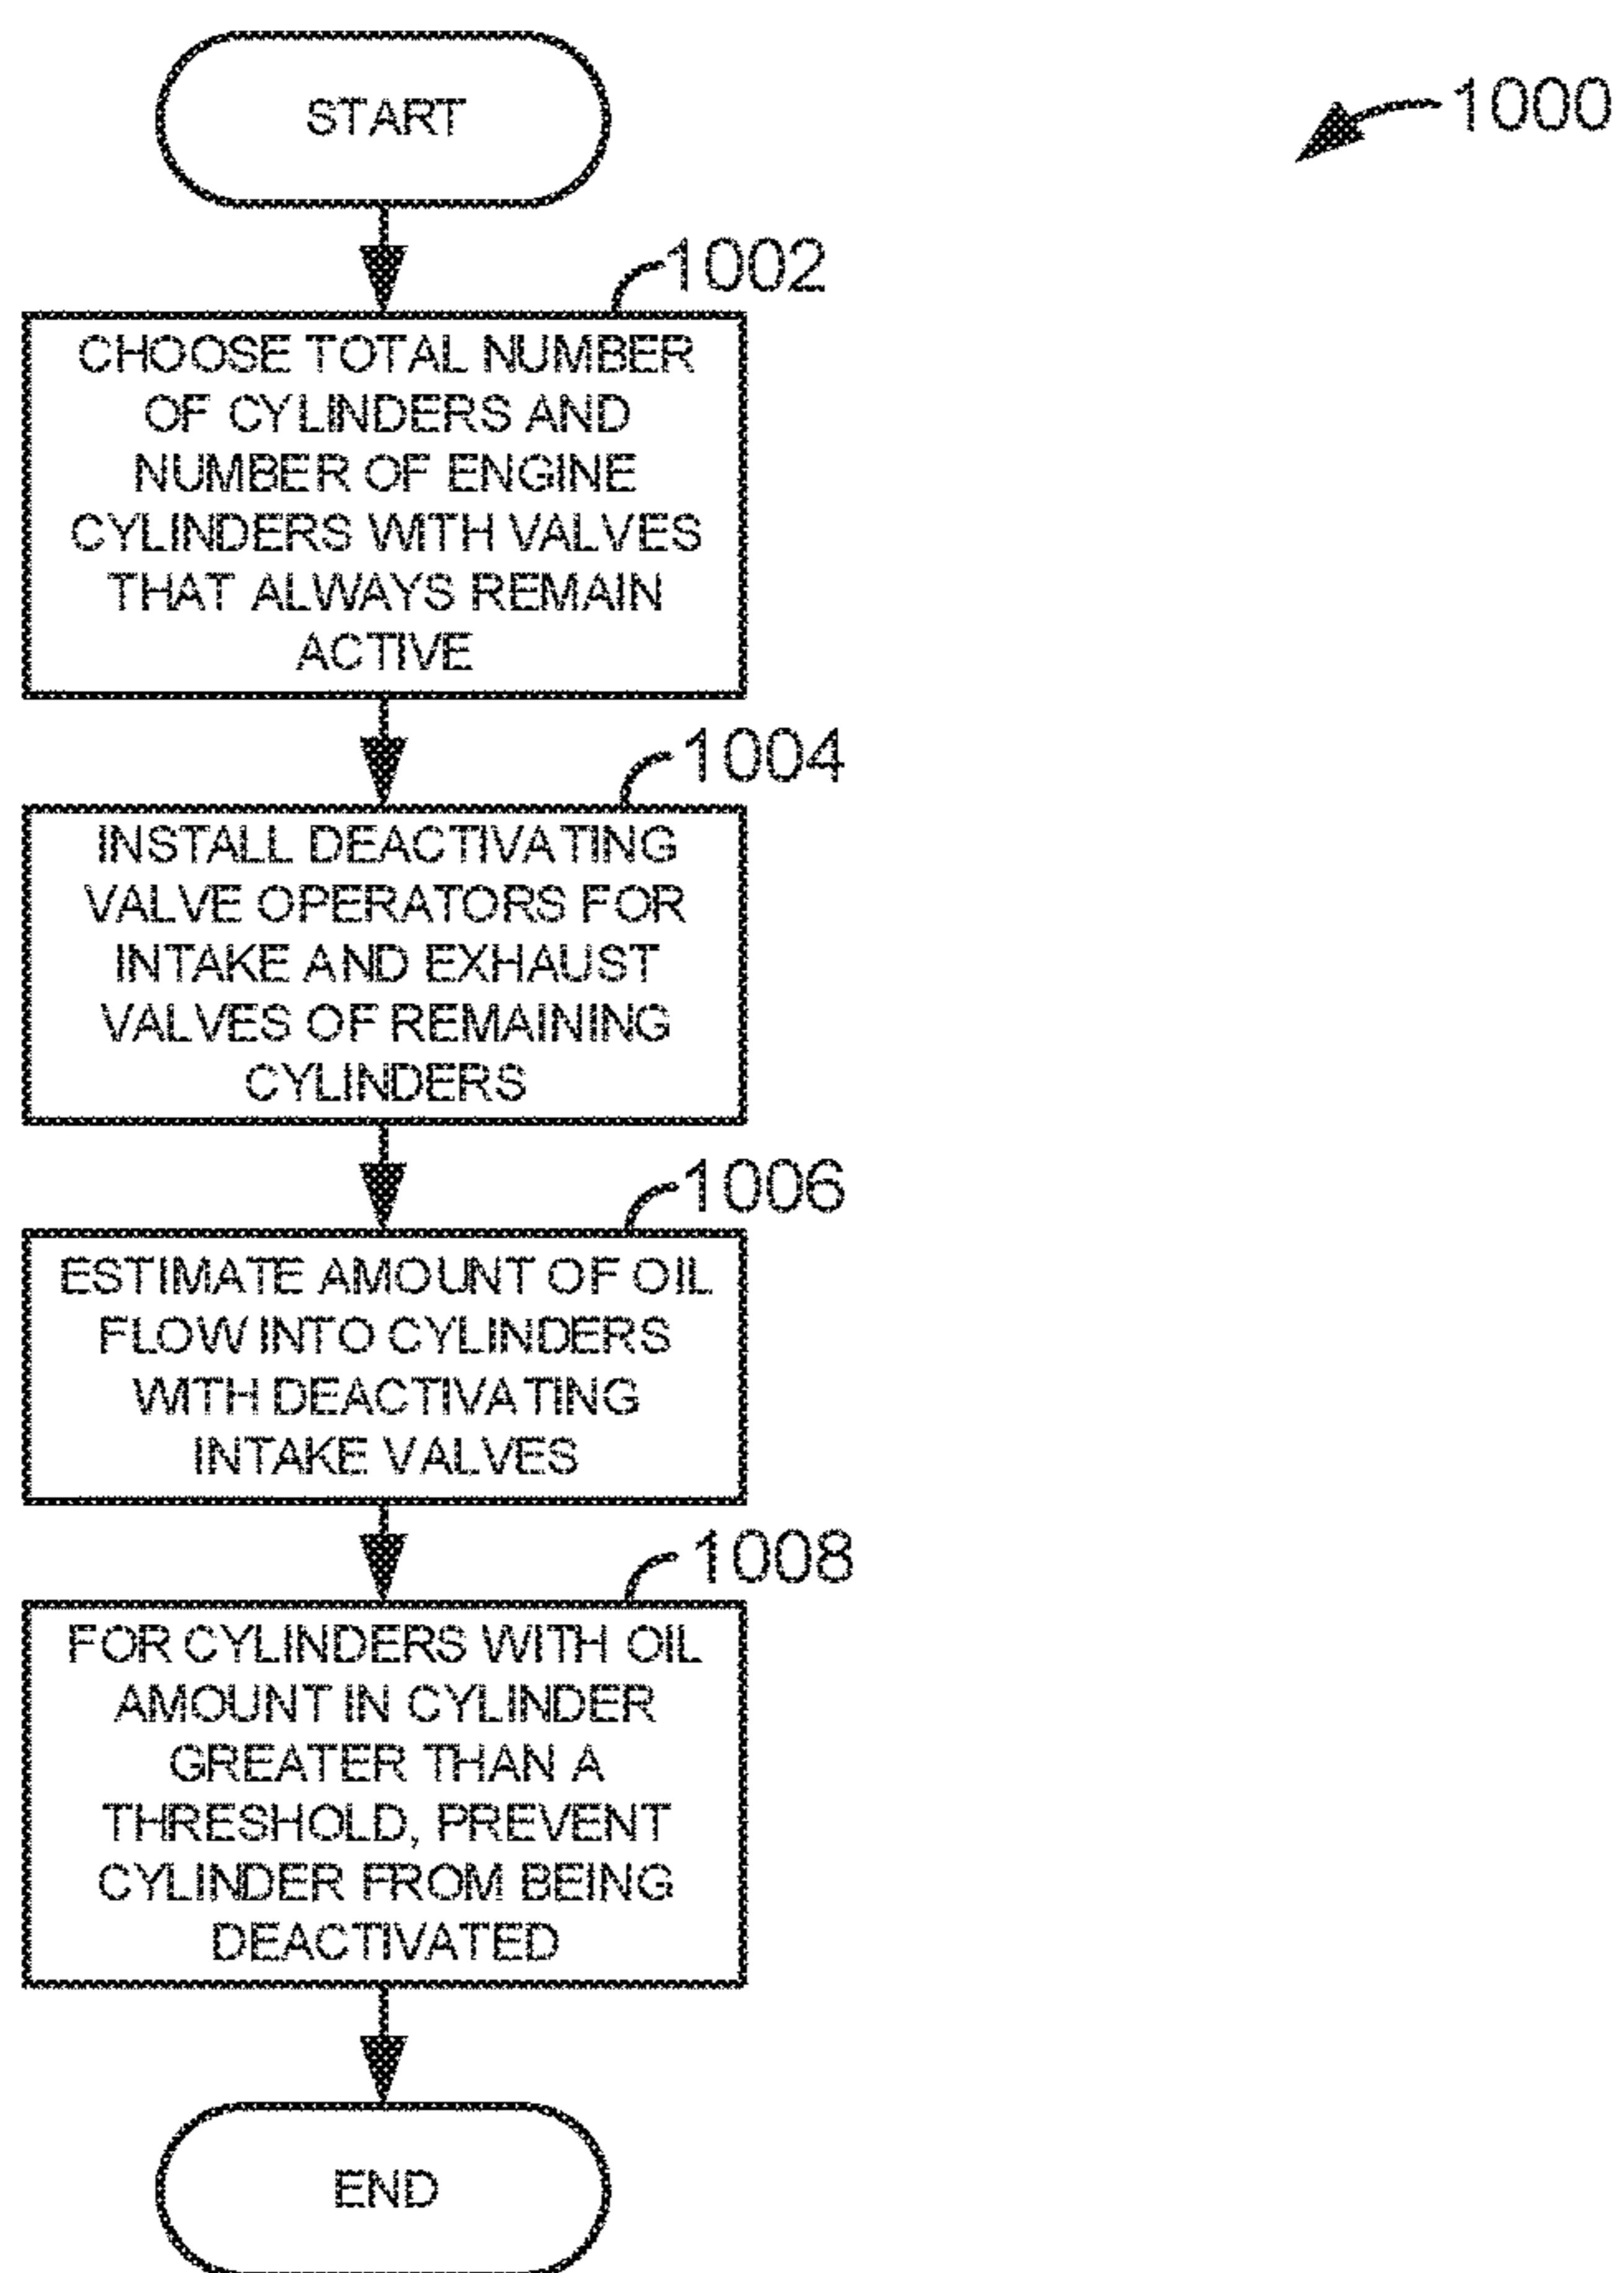 START
1000
1002
CHOOSE TOTAL NUMBER
OF CYLINDERS AND
NUMBER OF ENGINE
CYLINDERS WITH VALVES
THAT ALWAYS REMAIN
ACTIVE
1004
INSTALL DEACTIVATING
VALVE OPERATORS FOR
INTAKE AND EXHAUST
VALVES OF REMAINING
CYLINDERS
1006
ESTIMATE AMOUNT OF OIL
FLOW INTO CYLINDERS
WITH DEACTIVATING
INTAKE VALVES
1008
FOR CYLINDERS WITH OIL
AMOUNT IN CYLINDER
GREATER THAN A
THRESHOLD, PREVENT
CYLINDER FROM BEING
DEACTIVATED
END